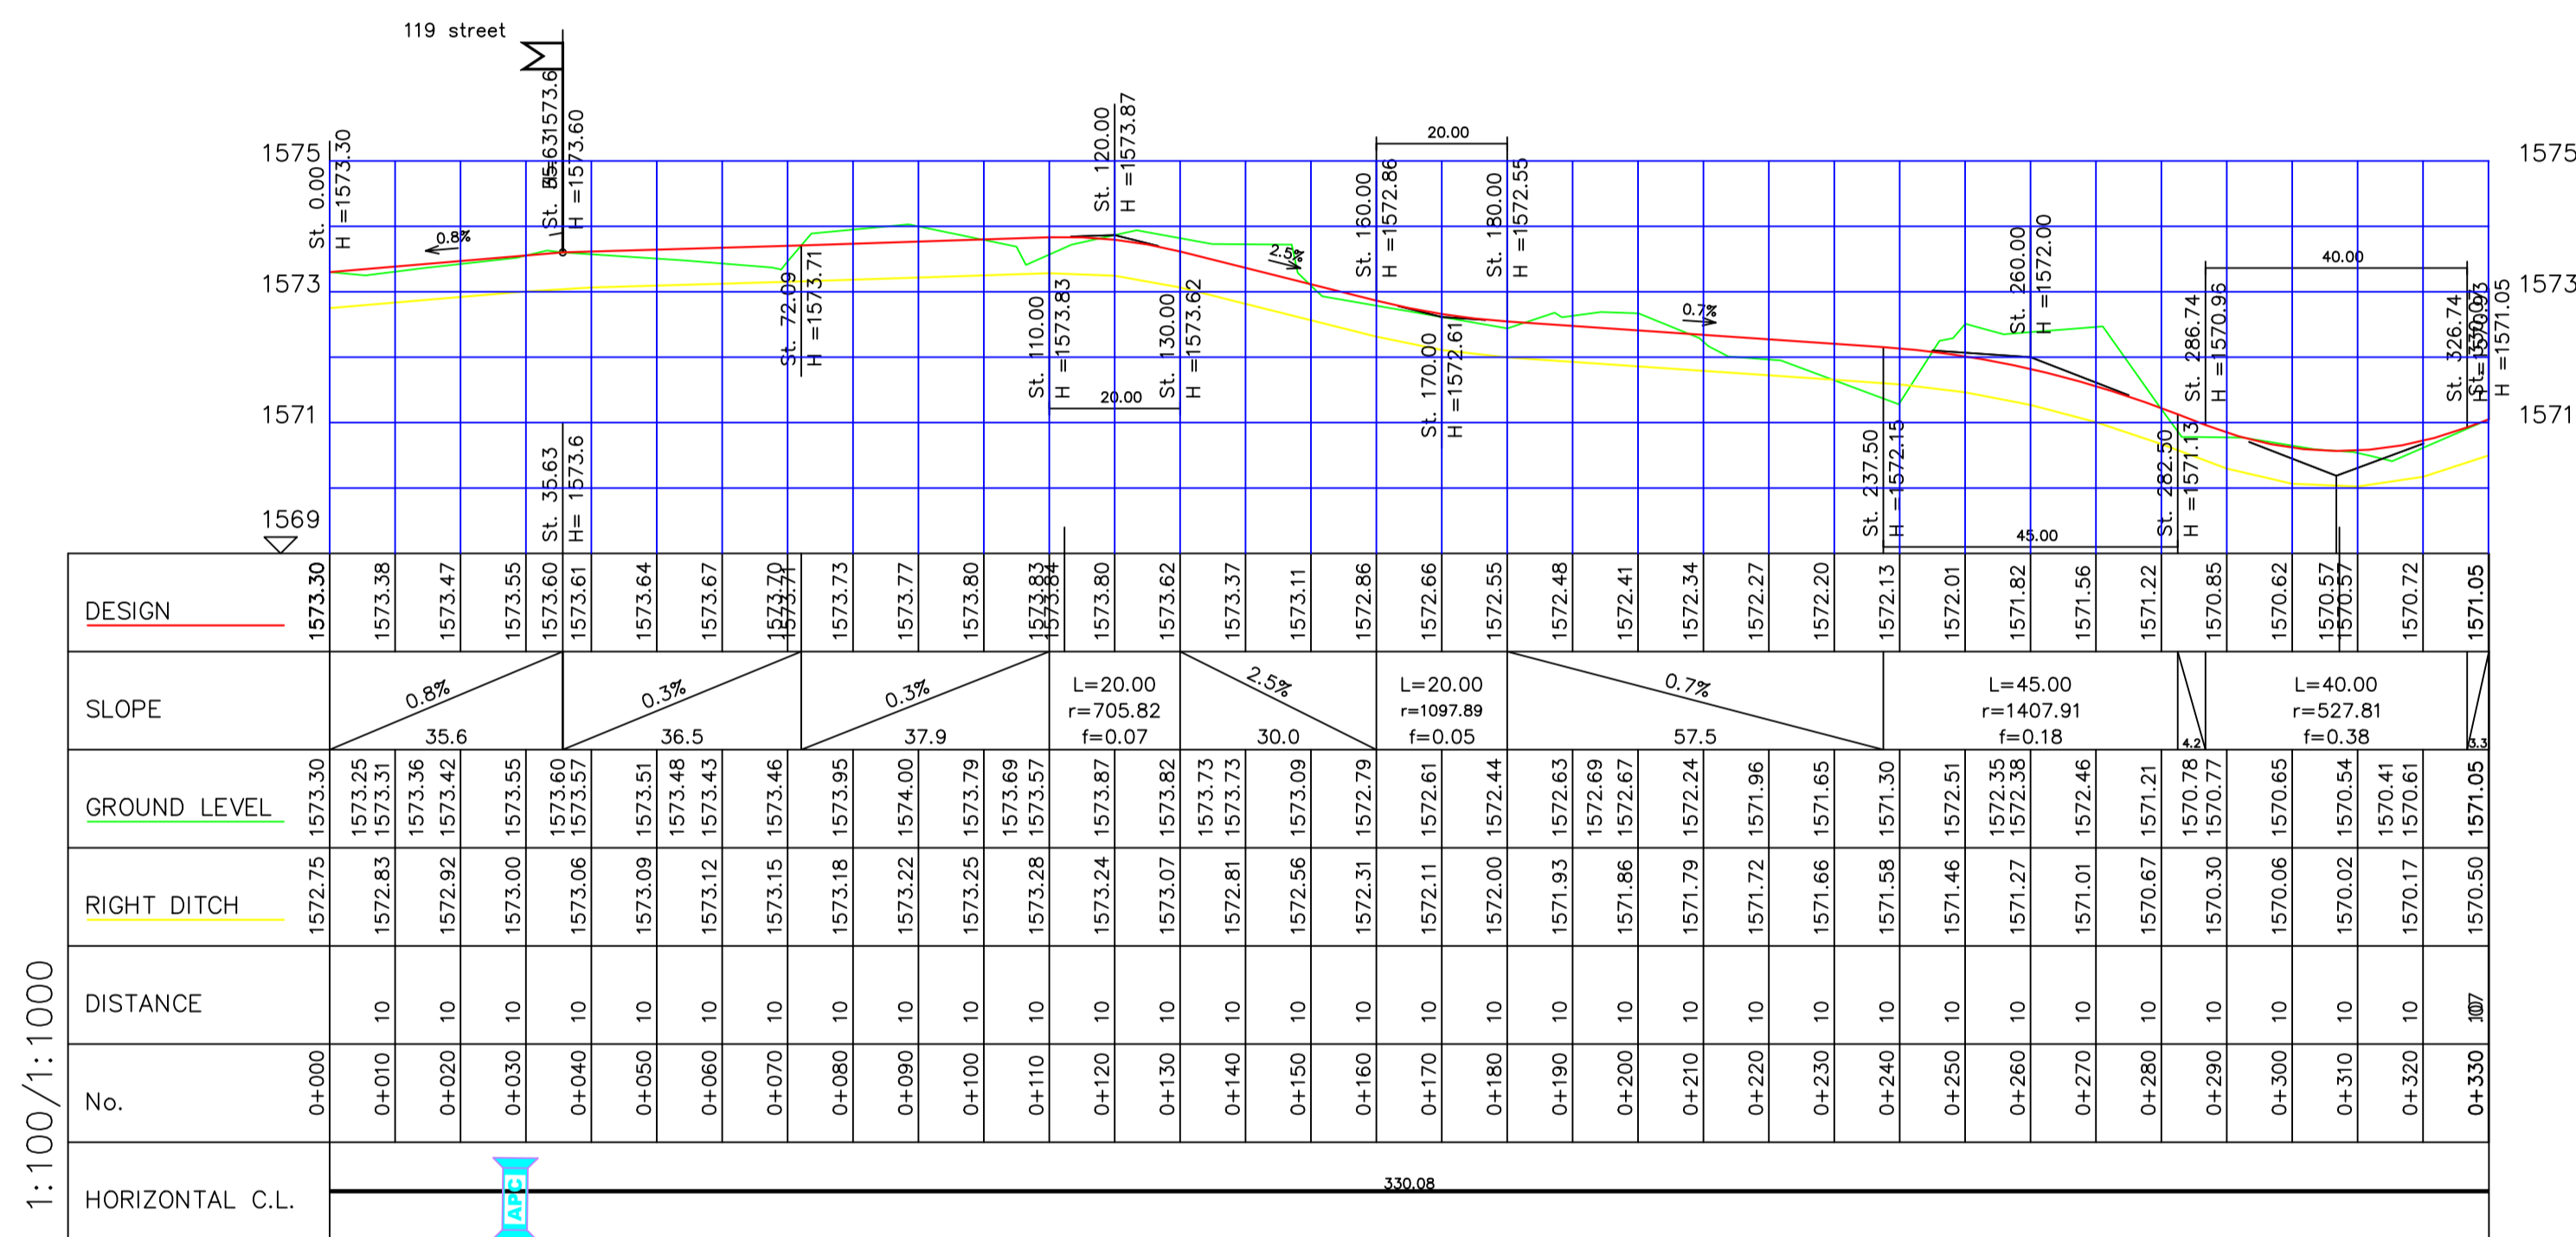 119 street
St. 0.00
H =1573.30
St. 35.63
H =1573.60
St. 72.09
H =1573.71
St. 110.00
H =1573.83
St. 120.00
H =1573.87
St. 130.00
H =1573.62
20.00
St. 160.00
H =1572.86
20.00
St. 170.00
H =1572.61
St. 180.00
H =1572.55
St. 237.50
H =1572.15
St. 260.00
H =1572.00
St. 282.50
H =1571.13
45.00
St. 286.74
H =1570.96
40.00
St. 326.74
H =1571.05
0.8%
2.5%
0.7%
1575 1575
1573 1573
1571 1571
1569
St. 35.63
H= 1573.6
DESIGN 1573.30 1573.38 1573.47 1573.55 1573.60 1573.61 1573.64 1573.67 1573.70 1573.71 1573.73 1573.77 1573.80 1573.83 1573.84 1573.80 1573.62 1573.37 1573.11 1572.86 1572.66 1572.55 1572.48 1572.41 1572.34 1572.27 1572.20 1572.13 1572.01 1571.82 1571.56 1571.22 1570.85 1570.62 1570.57 1570.57 1570.72 1571.05
SLOPE 0.8% 0.3% 0.3% L=20.00 2.5% L=20.00 0.7% L=45.00 L=40.00
r=705.82 r=1097.89 r=1407.91 r=527.81
35.6 36.5 37.9 f=0.07 30.0 f=0.05 57.5 f=0.18 4.2 f=0.38 3.3
GROUND LEVEL 1573.30 1573.25 1573.31 1573.36 1573.42 1573.55 1573.60 1573.57 1573.51 1573.48 1573.43 1573.46 1573.95 1574.00 1573.79 1573.69 1573.57 1573.87 1573.82 1573.73 1573.73 1573.09 1572.79 1572.61 1572.44 1572.63 1572.69 1572.67 1572.24 1571.96 1571.65 1571.30 1572.51 1572.35 1572.38 1572.46 1571.21 1570.78 1570.77 1570.65 1570.54 1570.41 1570.61 1571.05
RIGHT DITCH 1572.75 1572.83 1572.92 1573.00 1573.06 1573.09 1573.12 1573.15 1573.18 1573.22 1573.25 1573.28 1573.24 1573.07 1572.81 1572.56 1572.31 1572.11 1572.00 1571.93 1571.86 1571.79 1571.72 1571.66 1571.58 1571.46 1571.27 1571.01 1570.67 1570.30 1570.06 1570.02 1570.17 1570.50
DISTANCE 10 10 10 10 10 10 10 10 10 10 10 10 10 10 10 10 10 10 10 10 10 10 10 10 10 10 10 10 10 10 10 10
No. 0+000 0+010 0+020 0+030 0+040 0+050 0+060 0+070 0+080 0+090 0+100 0+110 0+120 0+130 0+140 0+150 0+160 0+170 0+180 0+190 0+200 0+210 0+220 0+230 0+240 0+250 0+260 0+270 0+280 0+290 0+300 0+310 0+320 0+330
HORIZONTAL C.L. APC 330.08
1:100/1:1000